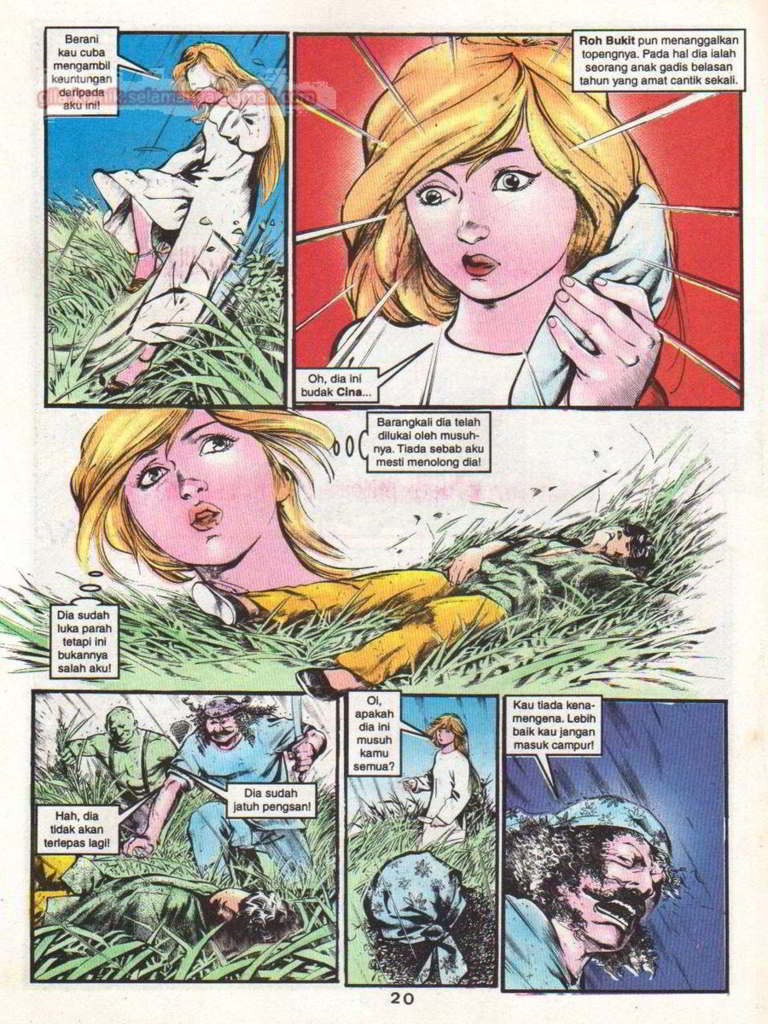 Berani
kau cuba
mengambil
keuntungan
daripada
aku ini!
Roh Bukit pun menanggalkan
topengnya. Pada hal dia ialah
seorang anak gadis belasan
tahun yang amat cantik sekali.
Oh, dia ini
budak Cina...
Barangkali dia telah
dilukai oleh musuh-
nya. Tiada sebab aku
mesti menolong dia!
Dia sudah
luka parah
tetapi ini
bukannya
salah aku!
Dia sudah
jatuh pengsan!
Hah, dia
tidak akan
terlepas lagi!
Oi,
apakah
dia ini
musuh
kamu
semua?
Kau tiada kena-
mengena. Lebih
baik kau jangan
masuk campur!
20